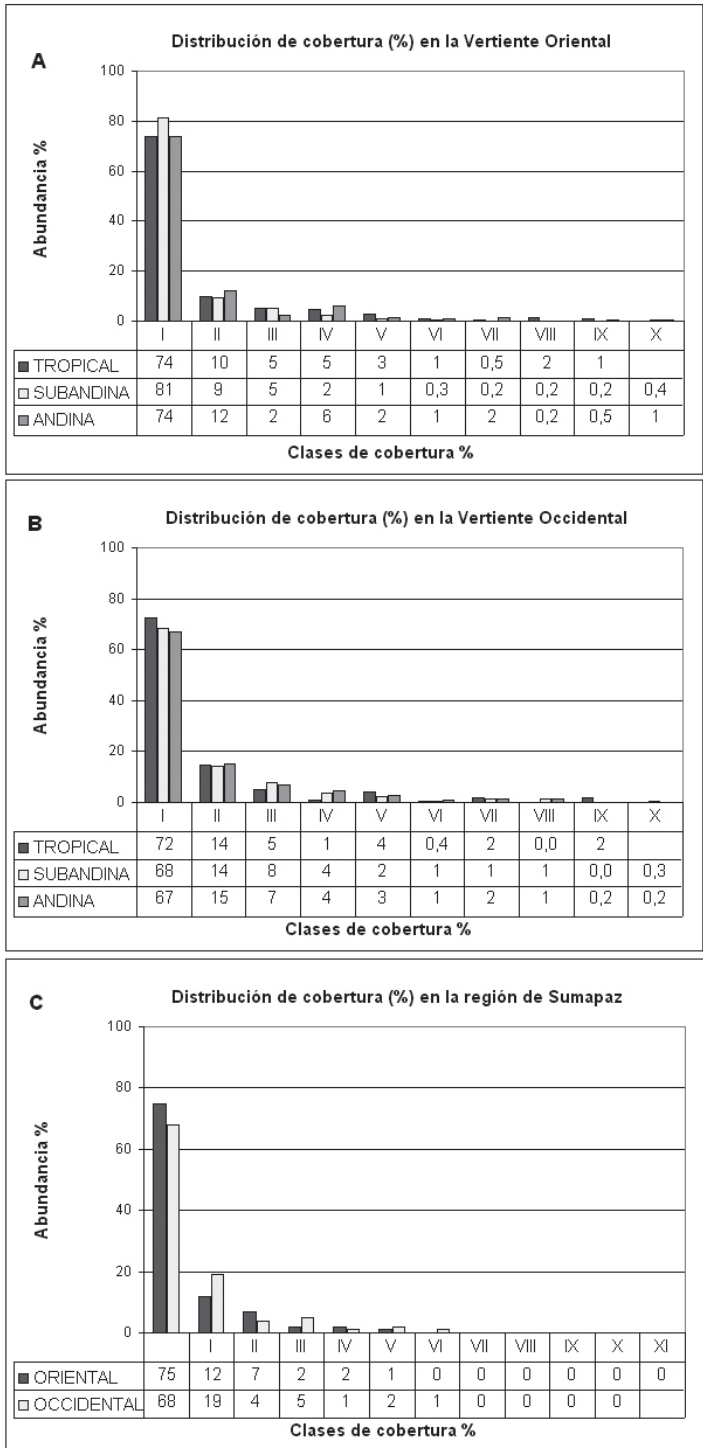 A
Distribución de cobertura (%) en la Vertiente Oriental
Abundancia %
100
80
60
40
20
0
I II III IV V VI VII VIII IX X
TROPICAL 74 10 5 5 3 1 0,5 2 1
SUBANDINA 81 9 5 2 1 0,3 0,2 0,2 0,2 0,4
ANDINA 74 12 2 6 2 1 2 0,2 0,5 1
Clases de cobertura %
B
Distribución de cobertura (%) en la Vertiente Occidental
Abundancia %
100
80
60
40
20
0
I II III IV V VI VII VIII IX X
TROPICAL 72 14 5 1 4 0,4 2 0,0 2
SUBANDINA 68 14 8 4 2 1 1 1 0,0 0,3
ANDINA 67 15 7 4 3 1 2 1 0,2 0,2
Clases de cobertura %
C
Distribución de cobertura (%) en la región de Sumapaz
Abundancia %
100
80
60
40
20
0
I II III IV V VI VII VIII IX X XI
ORIENTAL 75 12 7 2 2 1 0 0 0 0 0 0
OCCIDENTAL 68 19 4 5 1 2 1 0 0 0 0
Clases de cobertura %